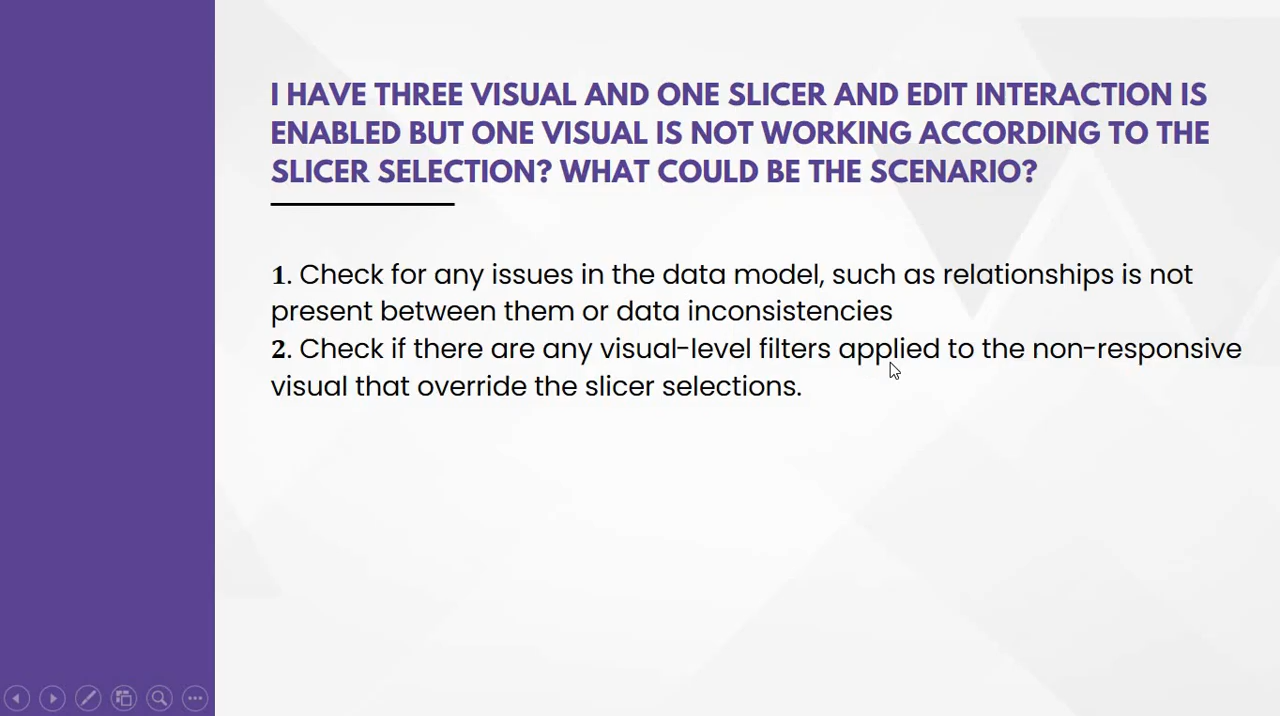 I HAVE THREE VISUAL AND ONE SLICER AND EDIT INTERACTION IS
ENABLED BUT ONE VISUAL IS NOT WORKING ACCORDING TO THE
SLICER SELECTION? WHAT COULD BE THE SCENARIO?
1. Check for any issues in the data model, such as relationships is not
present between them or data inconsistencies
2. Check if there are any visual-level filters applied to the non-responsive
visual that override the slicer selections.